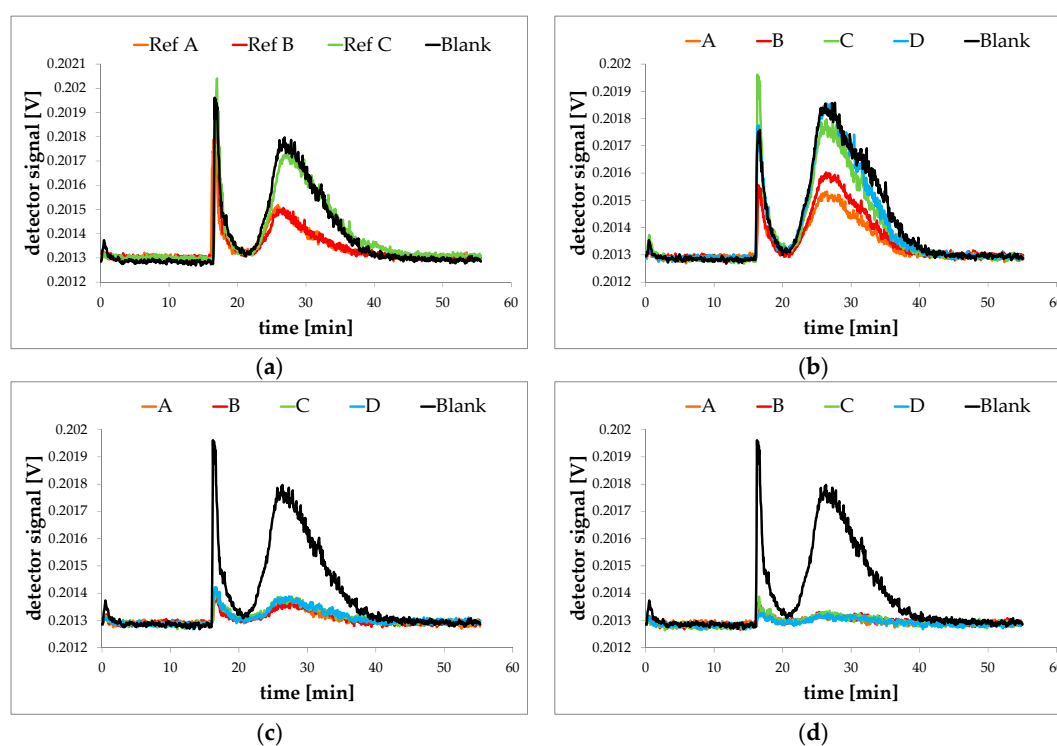 Ref A Ref B Ref C Blank
detector signal [V]
0.2021
0.202
0.2019
0.2018
0.2017
0.2016
0.2015
0.2014
0.2013
0.2012
0 10 20 30 40 50 60
time [min]
(a)
A B C D Blank
detector signal [V]
0.202
0.2019
0.2018
0.2017
0.2016
0.2015
0.2014
0.2013
0.2012
0 10 20 30 40 50 60
time [min]
(b)
A B C D Blank
detector signal [V]
0.202
0.2019
0.2018
0.2017
0.2016
0.2015
0.2014
0.2013
0.2012
0 10 20 30 40 50 60
time [min]
(c)
A B C D Blank
detector signal [V]
0.202
0.2019
0.2018
0.2017
0.2016
0.2015
0.2014
0.2013
0.2012
0 10 20 30 40 50 60
time [min]
(d)